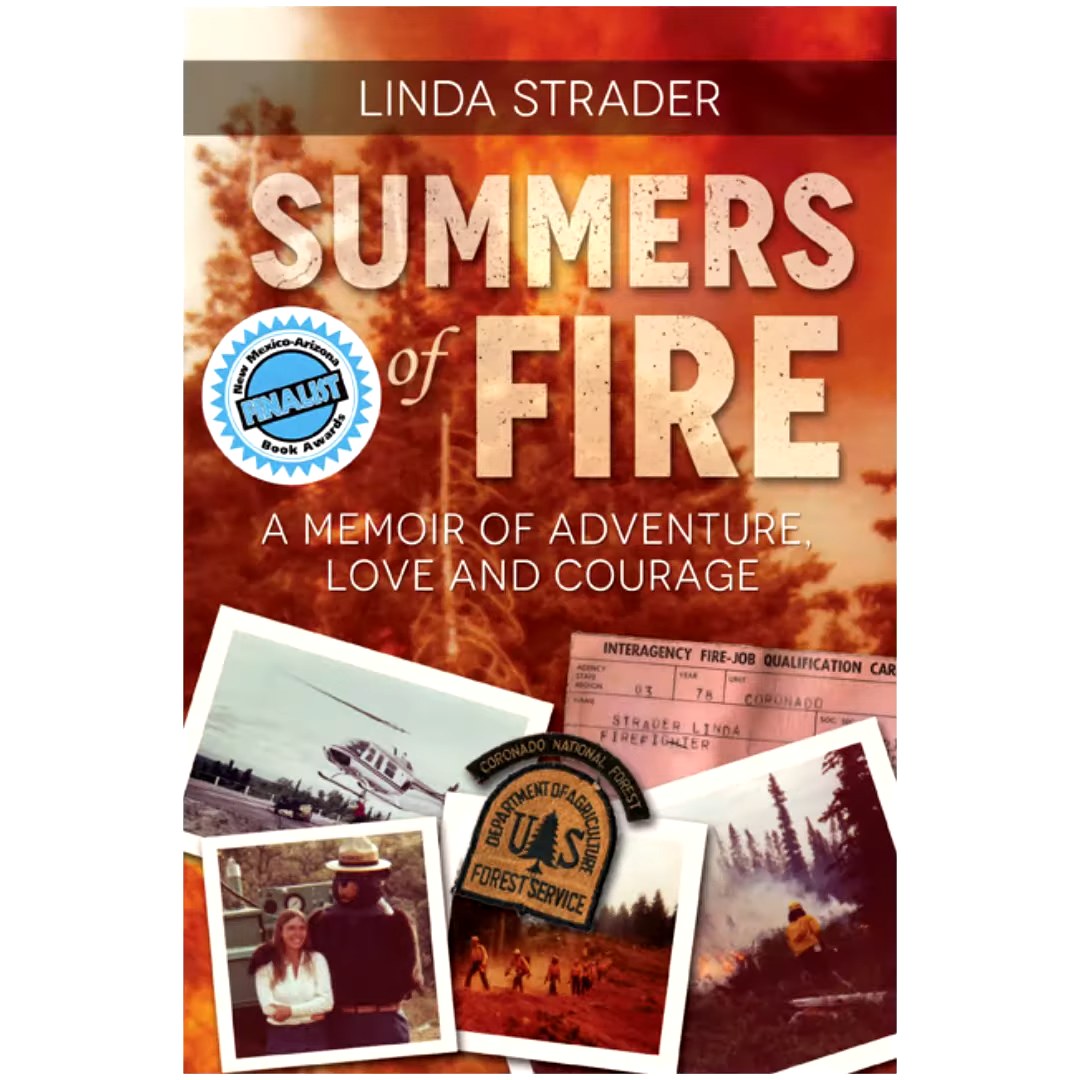 LINDA STRADER
SUMMERS
of FIRE
New Mexico-Arizona
FINALIST
Book Awards
A MEMOIR OF ADVENTURE,
LOVE AND COURAGE
INTERAGENCY FIRE-JOB QUALIFICATION CAR
AGENCY
STATE
REGION
03
YEAR
78
UNIT
CORONADO
NAME
STRADER LINDA
SOC.
FIREFIGHTER
CORONADO NATIONAL FOREST
DEPARTMENT OF AGRICULTURE
US
FOREST SERVICE